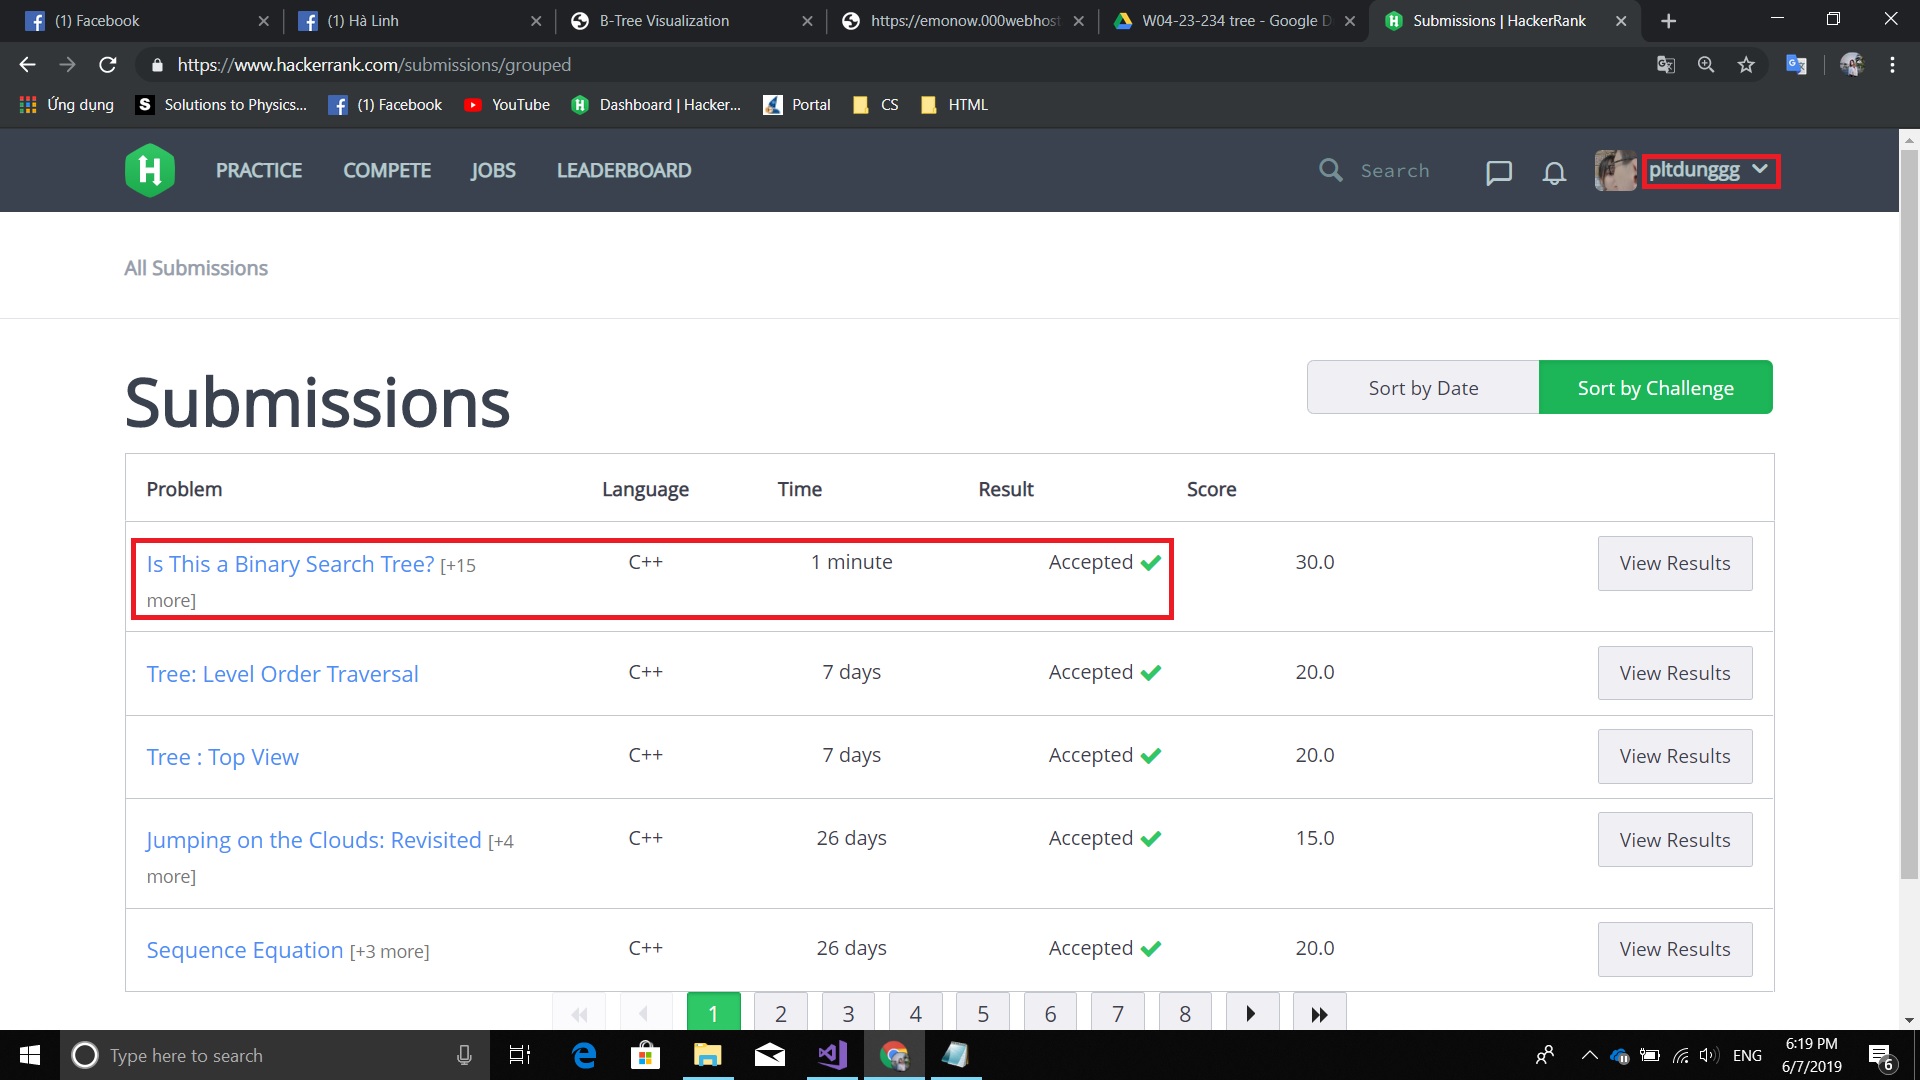 (1) Facebook
(1) Hà Linh
B-Tree Visualization
https://emonow.000webhost
W04-23-234 tree - Google D
Submissions | HackerRank
https://www.hackerrank.com/submissions/grouped
Ứng dụng
S Solutions to Physics...
(1) Facebook
YouTube
Dashboard | Hacker...
Portal
CS
HTML
H
PRACTICE
COMPETE
JOBS
LEADERBOARD
Search
pltdunggg
All Submissions
Submissions
Sort by Date
Sort by Challenge
Problem Language Time Result Score
Is This a Binary Search Tree? [+15 C++ 1 minute Accepted 30.0 View Results
more]
Tree: Level Order Traversal C++ 7 days Accepted 20.0 View Results
Tree : Top View C++ 7 days Accepted 20.0 View Results
Jumping on the Clouds: Revisited [+4 C++ 26 days Accepted 15.0 View Results
more]
Sequence Equation [+3 more] C++ 26 days Accepted 20.0 View Results
1 2 3 4 5 6 7 8
Type here to search
ENG
6:19 PM
6/7/2019
6